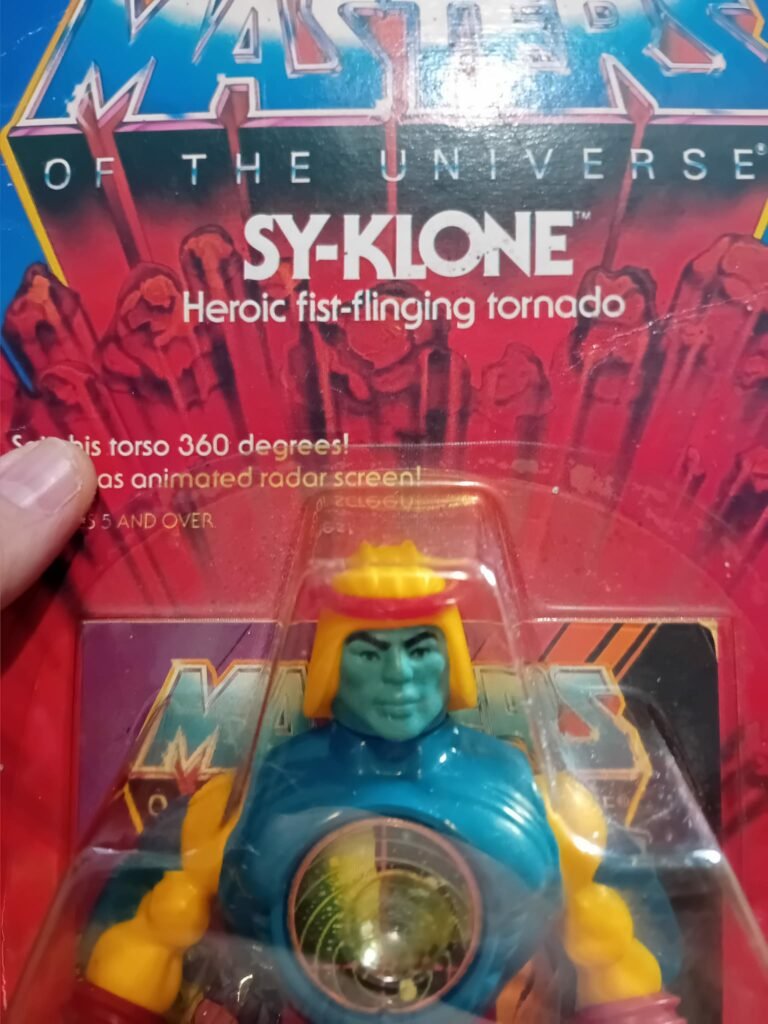 MASTERS
OF THE UNIVERSE®
SY-KLONE™
Heroic fist-flinging tornado
his torso 360 degrees!
as animated radar screen!
5 AND OVER